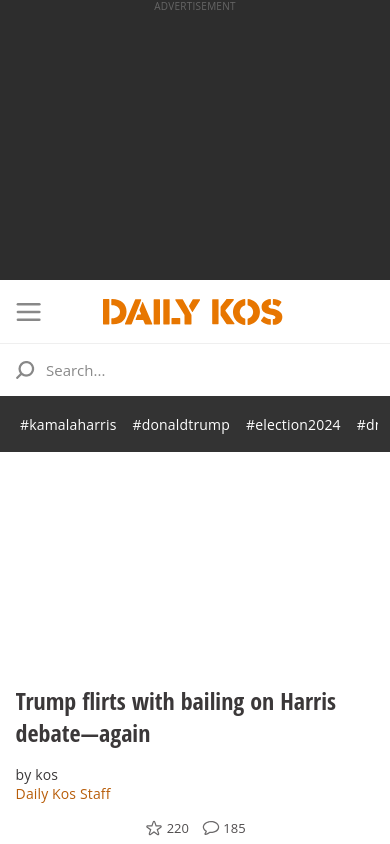 ADVERTISEMENT
DAILY KOS
Search...
#kamalaharris #donaldtrump #election2024
Trump flirts with bailing on Harris
debate—again
by kos
Daily Kos Staff
220 185